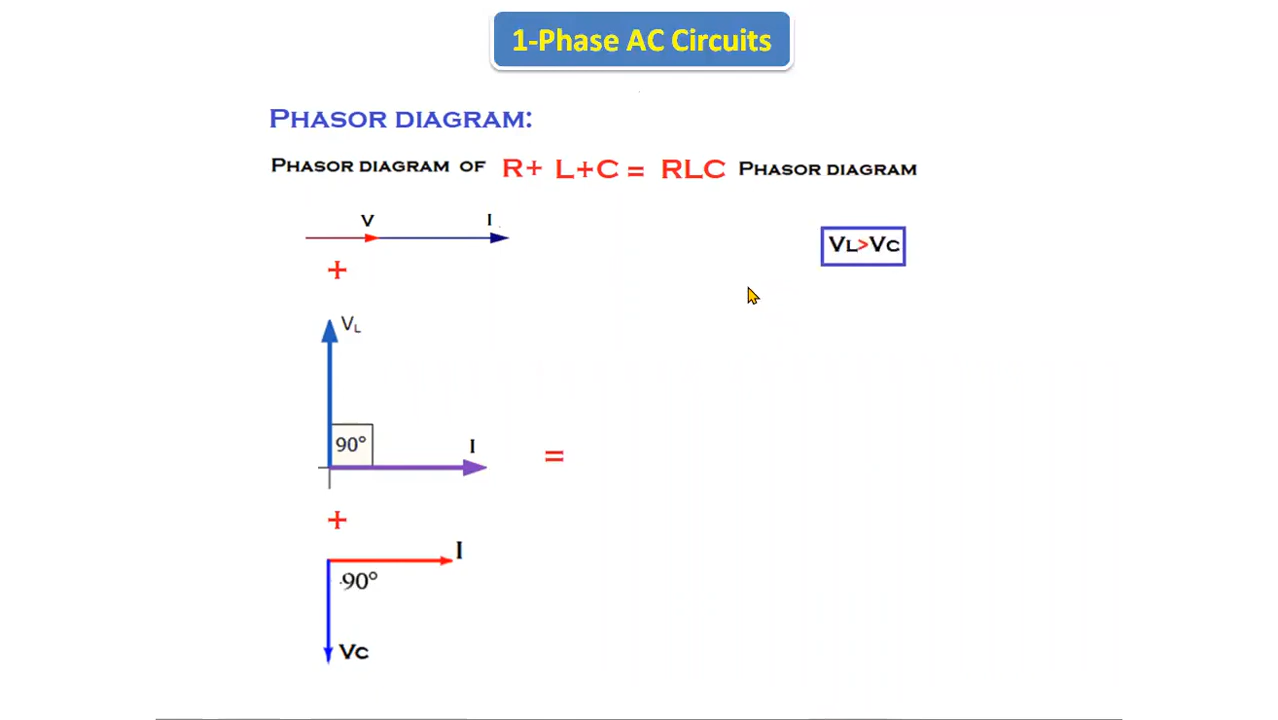 1-Phase AC Circuits
PHASOR DIAGRAM:
PHASOR DIAGRAM OF R+ L+C = RLC PHASOR DIAGRAM
V I
VL>VC
+
VL
90°
I
=
+
I
90°
VC